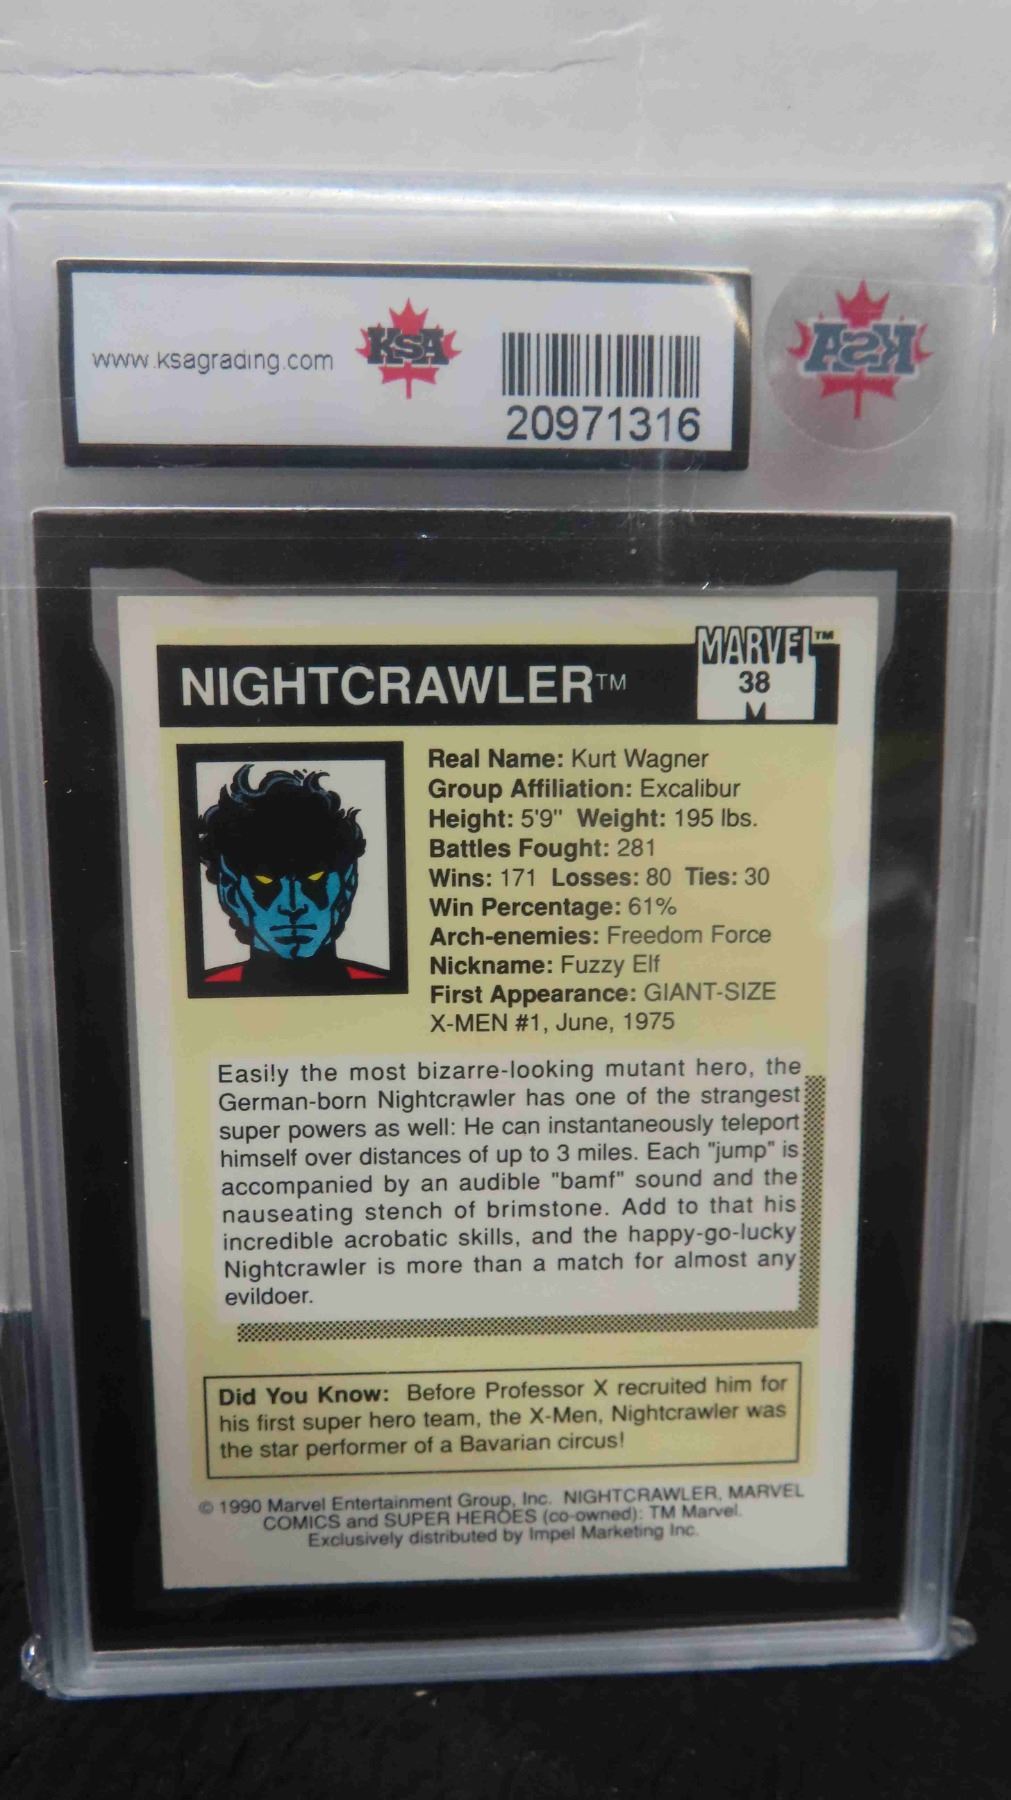 www.ksagrading.com
KSA
20971316
KSA
NIGHTCRAWLER™
MARVEL™
38
Real Name: Kurt Wagner
Group Affiliation: Excalibur
Height: 5'9" Weight: 195 lbs.
Battles Fought: 281
Wins: 171 Losses: 80 Ties: 30
Win Percentage: 61%
Arch-enemies: Freedom Force
Nickname: Fuzzy Elf
First Appearance: GIANT-SIZE
X-MEN #1, June, 1975
Easily the most bizarre-looking mutant hero, the
German-born Nightcrawler has one of the strangest
super powers as well: He can instantaneously teleport
himself over distances of up to 3 miles. Each "jump" is
accompanied by an audible "bamf" sound and the
nauseating stench of brimstone. Add to that his
incredible acrobatic skills, and the happy-go-lucky
Nightcrawler is more than a match for almost any
evildoer.
Did You Know: Before Professor X recruited him for
his first super hero team, the X-Men, Nightcrawler was
the star performer of a Bavarian circus!
© 1990 Marvel Entertainment Group, Inc. NIGHTCRAWLER, MARVEL
COMICS and SUPER HEROES (co-owned): TM Marvel.
Exclusively distributed by Impel Marketing Inc.